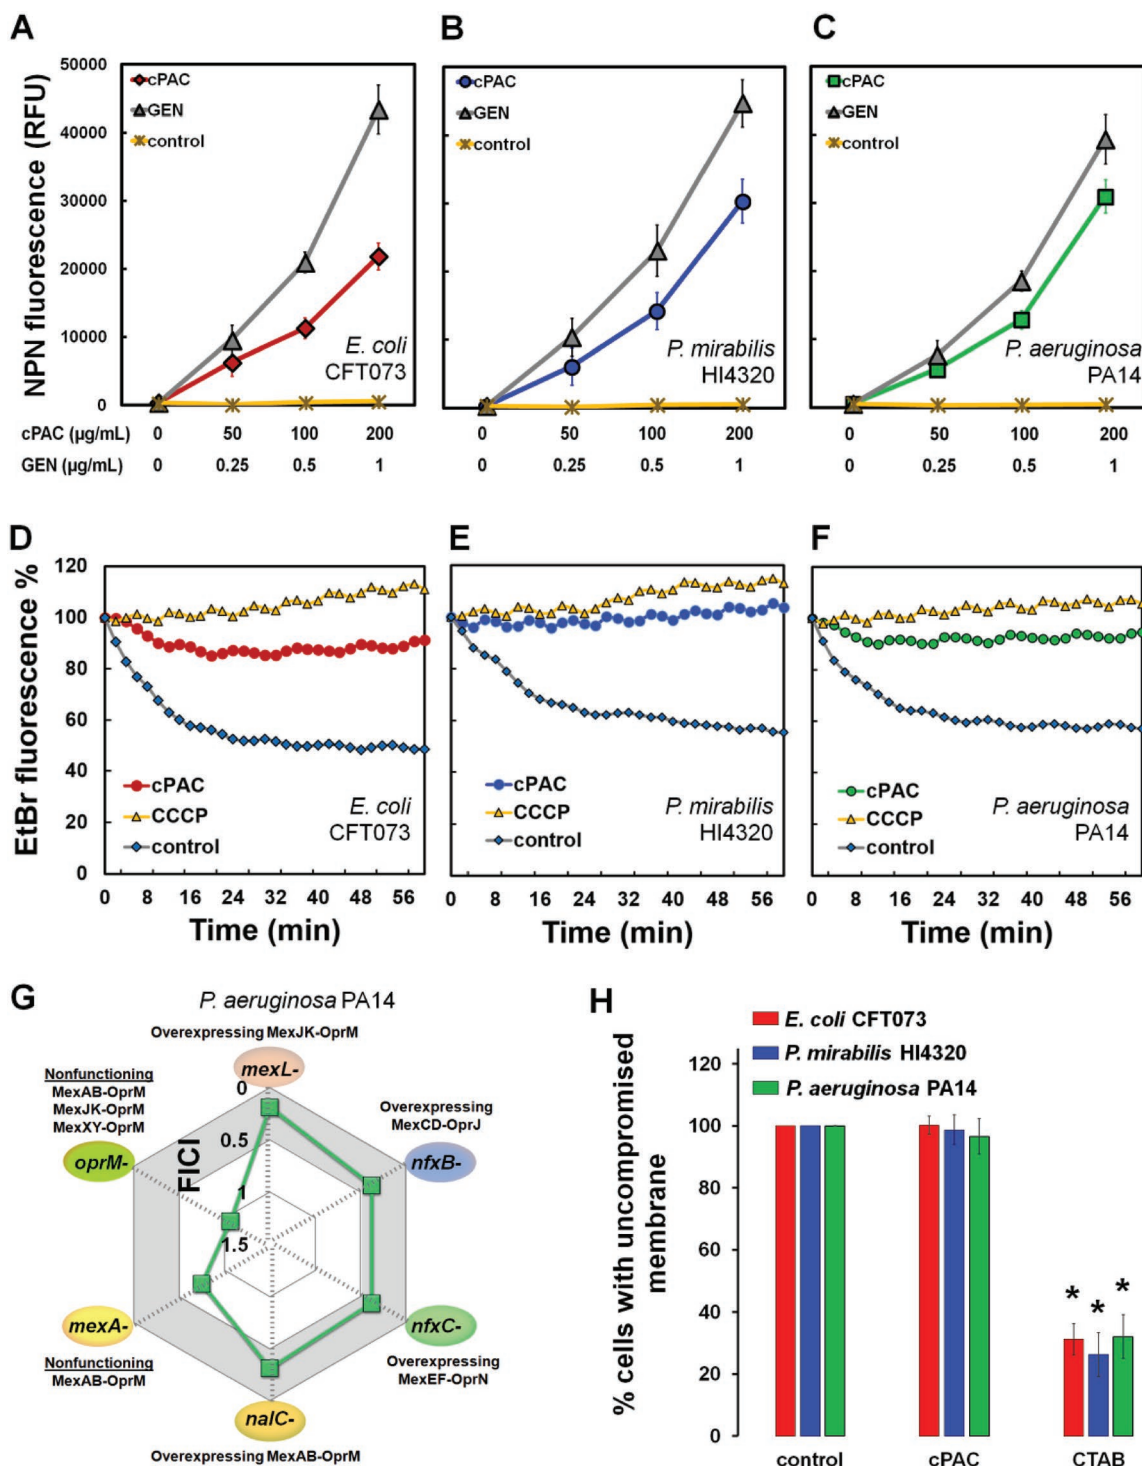 A
B
C
NPN fluorescence (RFU)
50000
40000
30000
20000
10000
0
cPAC
GEN
control
E. coli
CFT073
cPAC
GEN
control
P. mirabilis
HI4320
cPAC
GEN
control
P. aeruginosa
PA14
cPAC (µg/mL) 0 50 100 200 0 50 100 200 0 50 100 200
GEN (µg/mL) 0 0.25 0.5 1 0 0.25 0.5 1 0 0.25 0.5 1
D
E
F
EtBr fluorescence %
120
100
80
60
40
20
0
cPAC
CCCP
control
E. coli
CFT073
cPAC
CCCP
control
P. mirabilis
HI4320
cPAC
CCCP
control
P. aeruginosa
PA14
0 8 16 24 32 40 48 56 0 8 16 24 32 40 48 56 0 8 16 24 32 40 48 56
Time (min) Time (min) Time (min)
G
P. aeruginosa PA14
Overexpressing MexJK-OprM
mexL-
Nonfunctioning
MexAB-OprM
MexJK-OprM
MexXY-OprM
oprM-
Overexpressing
MexCD-OprJ
nfxB-
FICI
0
0.5
1
1.5
mexA-
Nonfunctioning
MexAB-OprM
nfxC-
Overexpressing
MexEF-OprN
nalC-
Overexpressing MexAB-OprM
H
E. coli CFT073
P. mirabilis HI4320
P. aeruginosa PA14
% cells with uncompromised
membrane
120
100
80
60
40
20
0
* * *
control cPAC CTAB